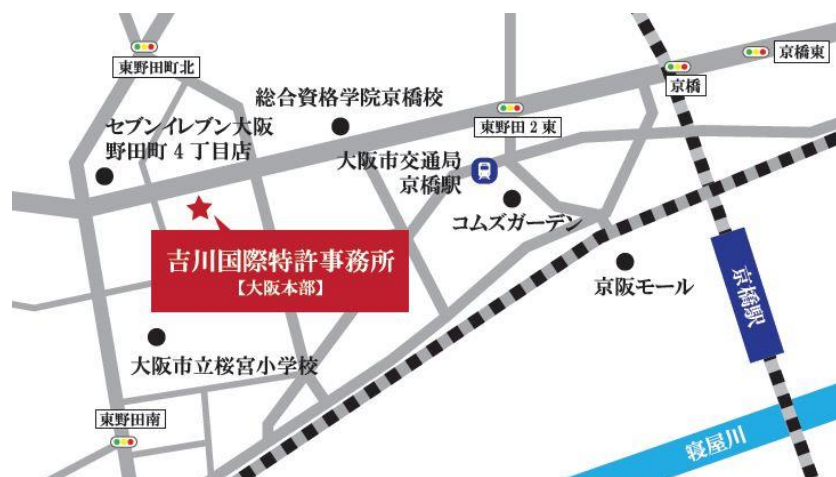 東野田町北
京橋東
京橋
総合資格学院京橋校
東野田2東
セブンイレブン大阪
野田町4丁目店
大阪市交通局
京橋駅
コムズガーデン
吉川国際特許事務所
【大阪本部】
京阪モール
京橋駅
大阪市立桜宮小学校
東野田南
寝屋川